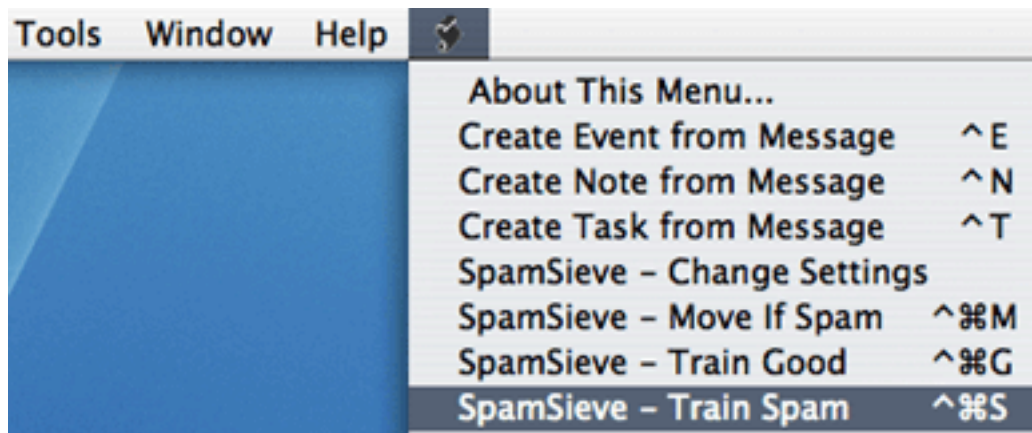 Tools Window Help
About This Menu...
Create Event from Message ^E
Create Note from Message ^N
Create Task from Message ^T
SpamSieve – Change Settings
SpamSieve – Move If Spam ^⌘M
SpamSieve – Train Good ^⌘G
SpamSieve – Train Spam ^⌘S